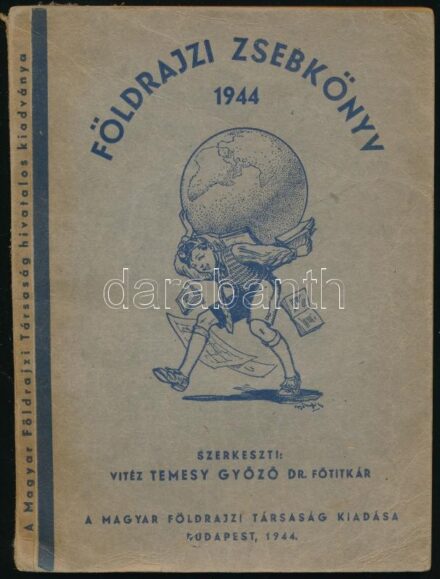 A Magyar Földrajzi Társaság hivatalos kiadványa
FÖLDRAJZI ZSEBKÖNYV
1944
darabanth
SZERKESZTI:
VITÉZ TEMESY GYŐZŐ DR. FŐTITKÁR
A MAGYAR FÖLDRAJZI TÁRSASÁG KIADÁSA
BUDAPEST, 1944.